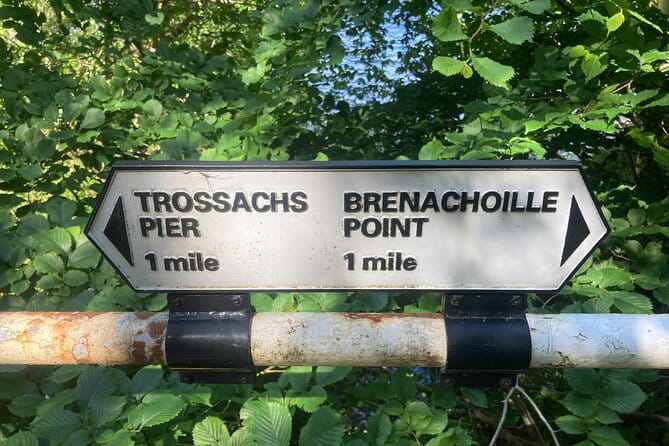 TROSSACHS
PIER
1 mile
BRENACHOILLE
POINT
1 mile